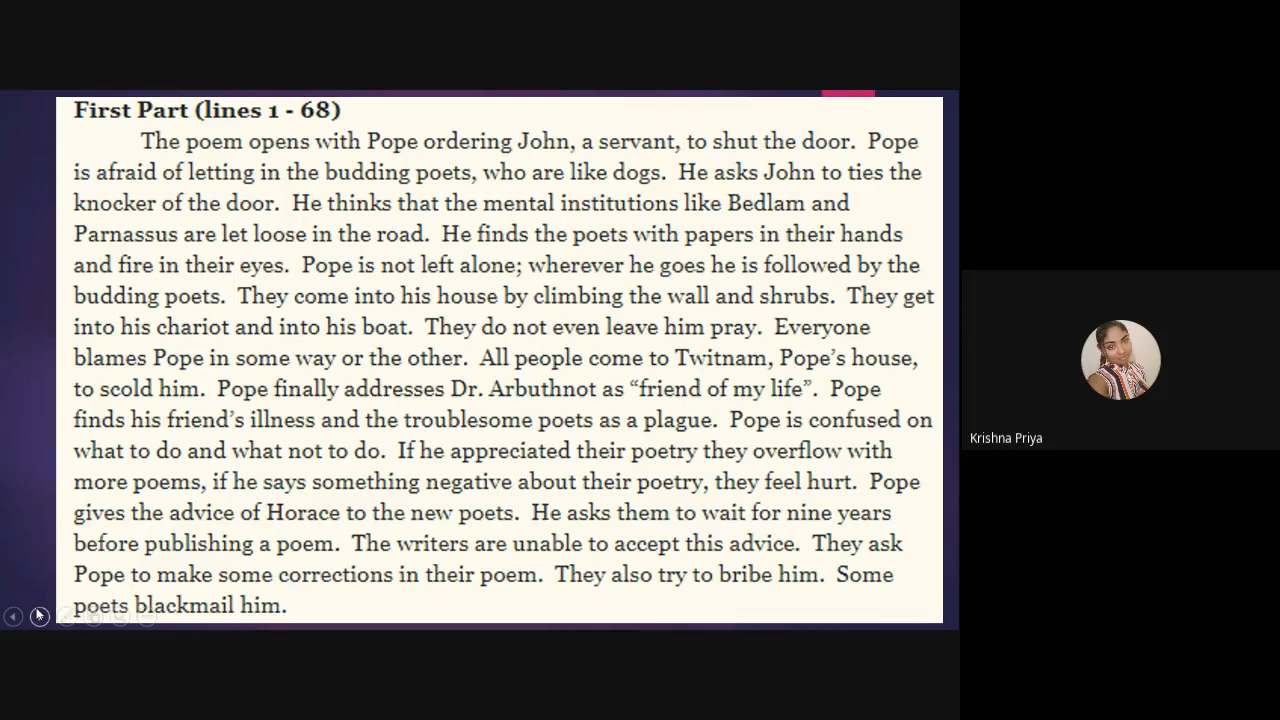 First Part (lines 1 - 68)
The poem opens with Pope ordering John, a servant, to shut the door. Pope
is afraid of letting in the budding poets, who are like dogs. He asks John to ties the
knocker of the door. He thinks that the mental institutions like Bedlam and
Parnassus are let loose in the road. He finds the poets with papers in their hands
and fire in their eyes. Pope is not left alone; wherever he goes he is followed by the
budding poets. They come into his house by climbing the wall and shrubs. They get
into his chariot and into his boat. They do not even leave him pray. Everyone
blames Pope in some way or the other. All people come to Twitnam, Pope's house,
to scold him. Pope finally addresses Dr. Arbuthnot as “friend of my life”. Pope
finds his friend's illness and the troublesome poets as a plague. Pope is confused on
what to do and what not to do. If he appreciated their poetry they overflow with
more poems, if he says something negative about their poetry, they feel hurt. Pope
gives the advice of Horace to the new poets. He asks them to wait for nine years
before publishing a poem. The writers are unable to accept this advice. They ask
Pope to make some corrections in their poem. They also try to bribe him. Some
poets blackmail him.
Krishna Priya